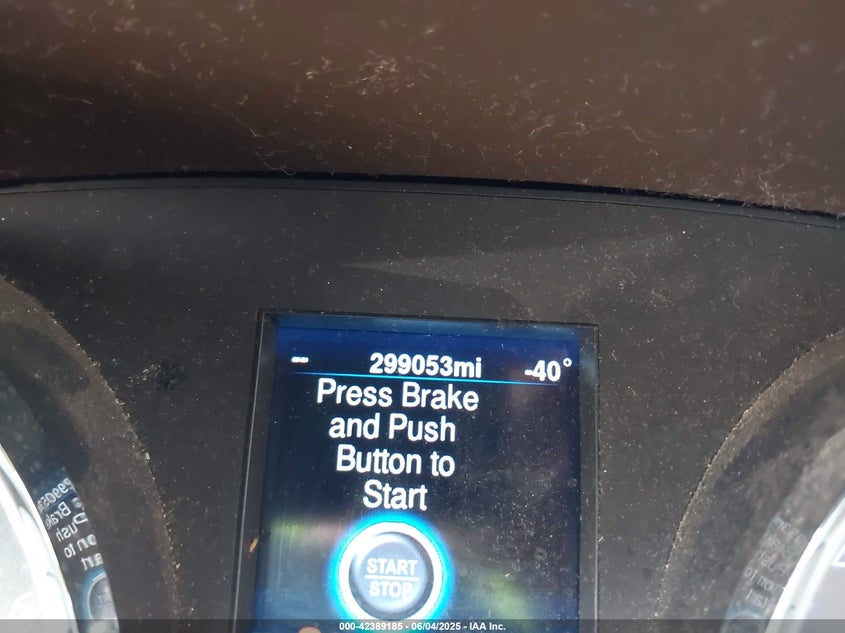 -- 299053mi -40°
Press Brake
and Push
Button to
Start
START
STOP
000-42389185 - 06/04/2025 - IAA Inc.